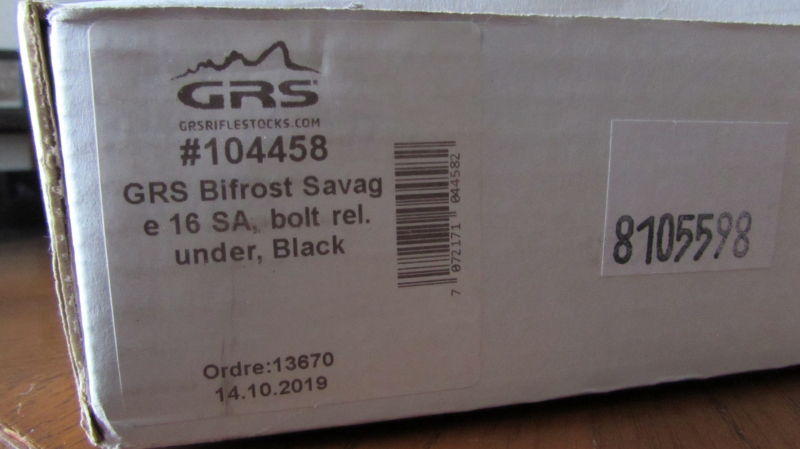 GRS
GRSRIFLESTOCKS.COM
#104458
GRS Bifrost Savag
e 16 SA, bolt rel.
under, Black
7 072171 044582
Ordre:13670
14.10.2019
8105598